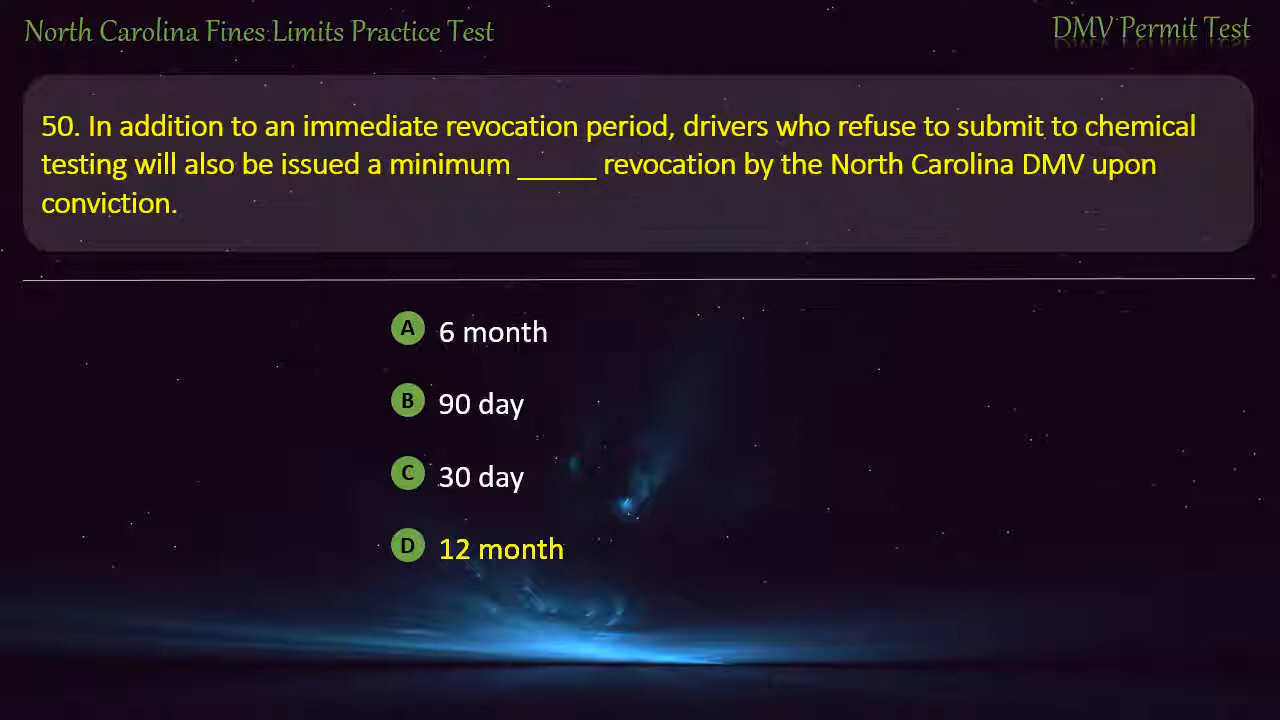 North Carolina Fines Limits Practice Test
DMV Permit Test
50. In addition to an immediate revocation period, drivers who refuse to submit to chemical
testing will also be issued a minimum _____ revocation by the North Carolina DMV upon
conviction.
A 6 month
B 90 day
C 30 day
D 12 month